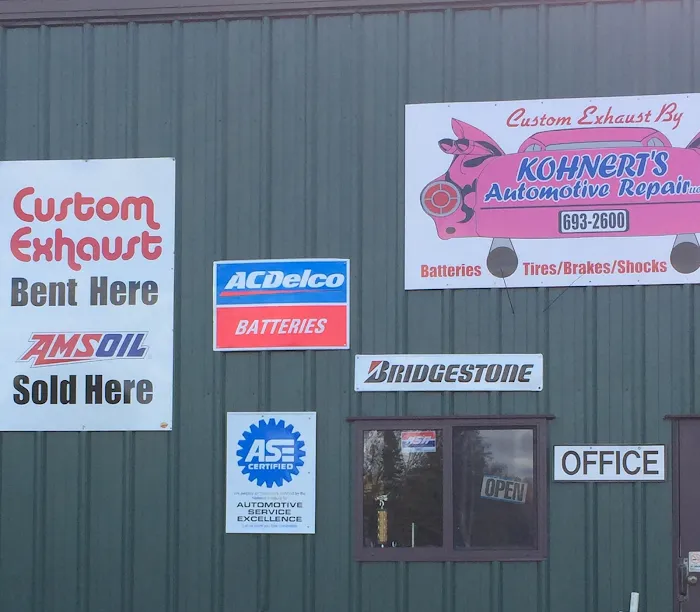 Custom
Exhaust
Bent Here
AMSOIL
Sold Here
ACDelco
BATTERIES
Custom Exhaust By
KOHNERT'S
Automotive Repair LLC
693-2600
Batteries Tires/Brakes/Shocks
BRIDGESTONE
ASE
CERTIFIED
AUTOMOTIVE
SERVICE
EXCELLENCE
OPEN
OFFICE